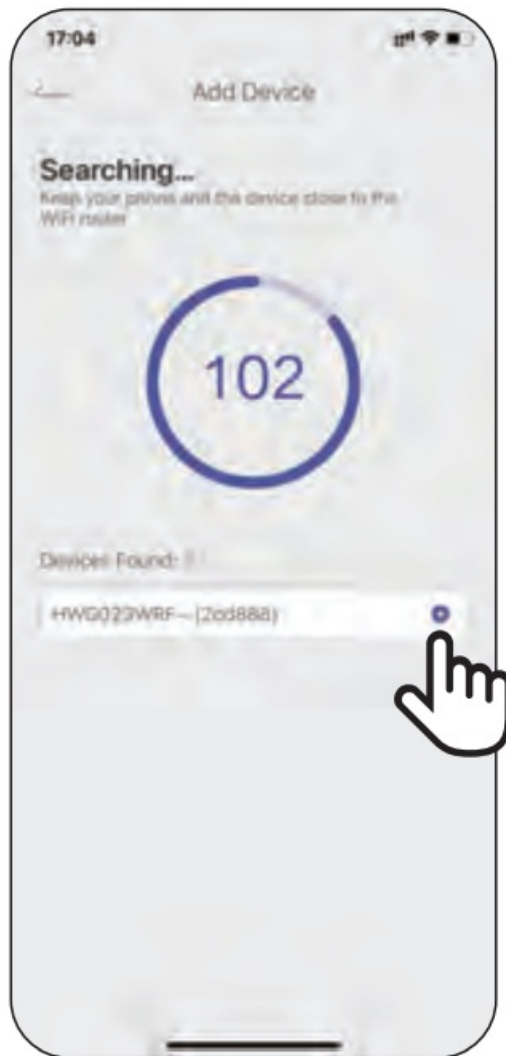 17:04
Add Device
Searching...
Keep your phone and the device close to the
WiFi router
102
Devices Found:
HWG023WRF—(2cd888)